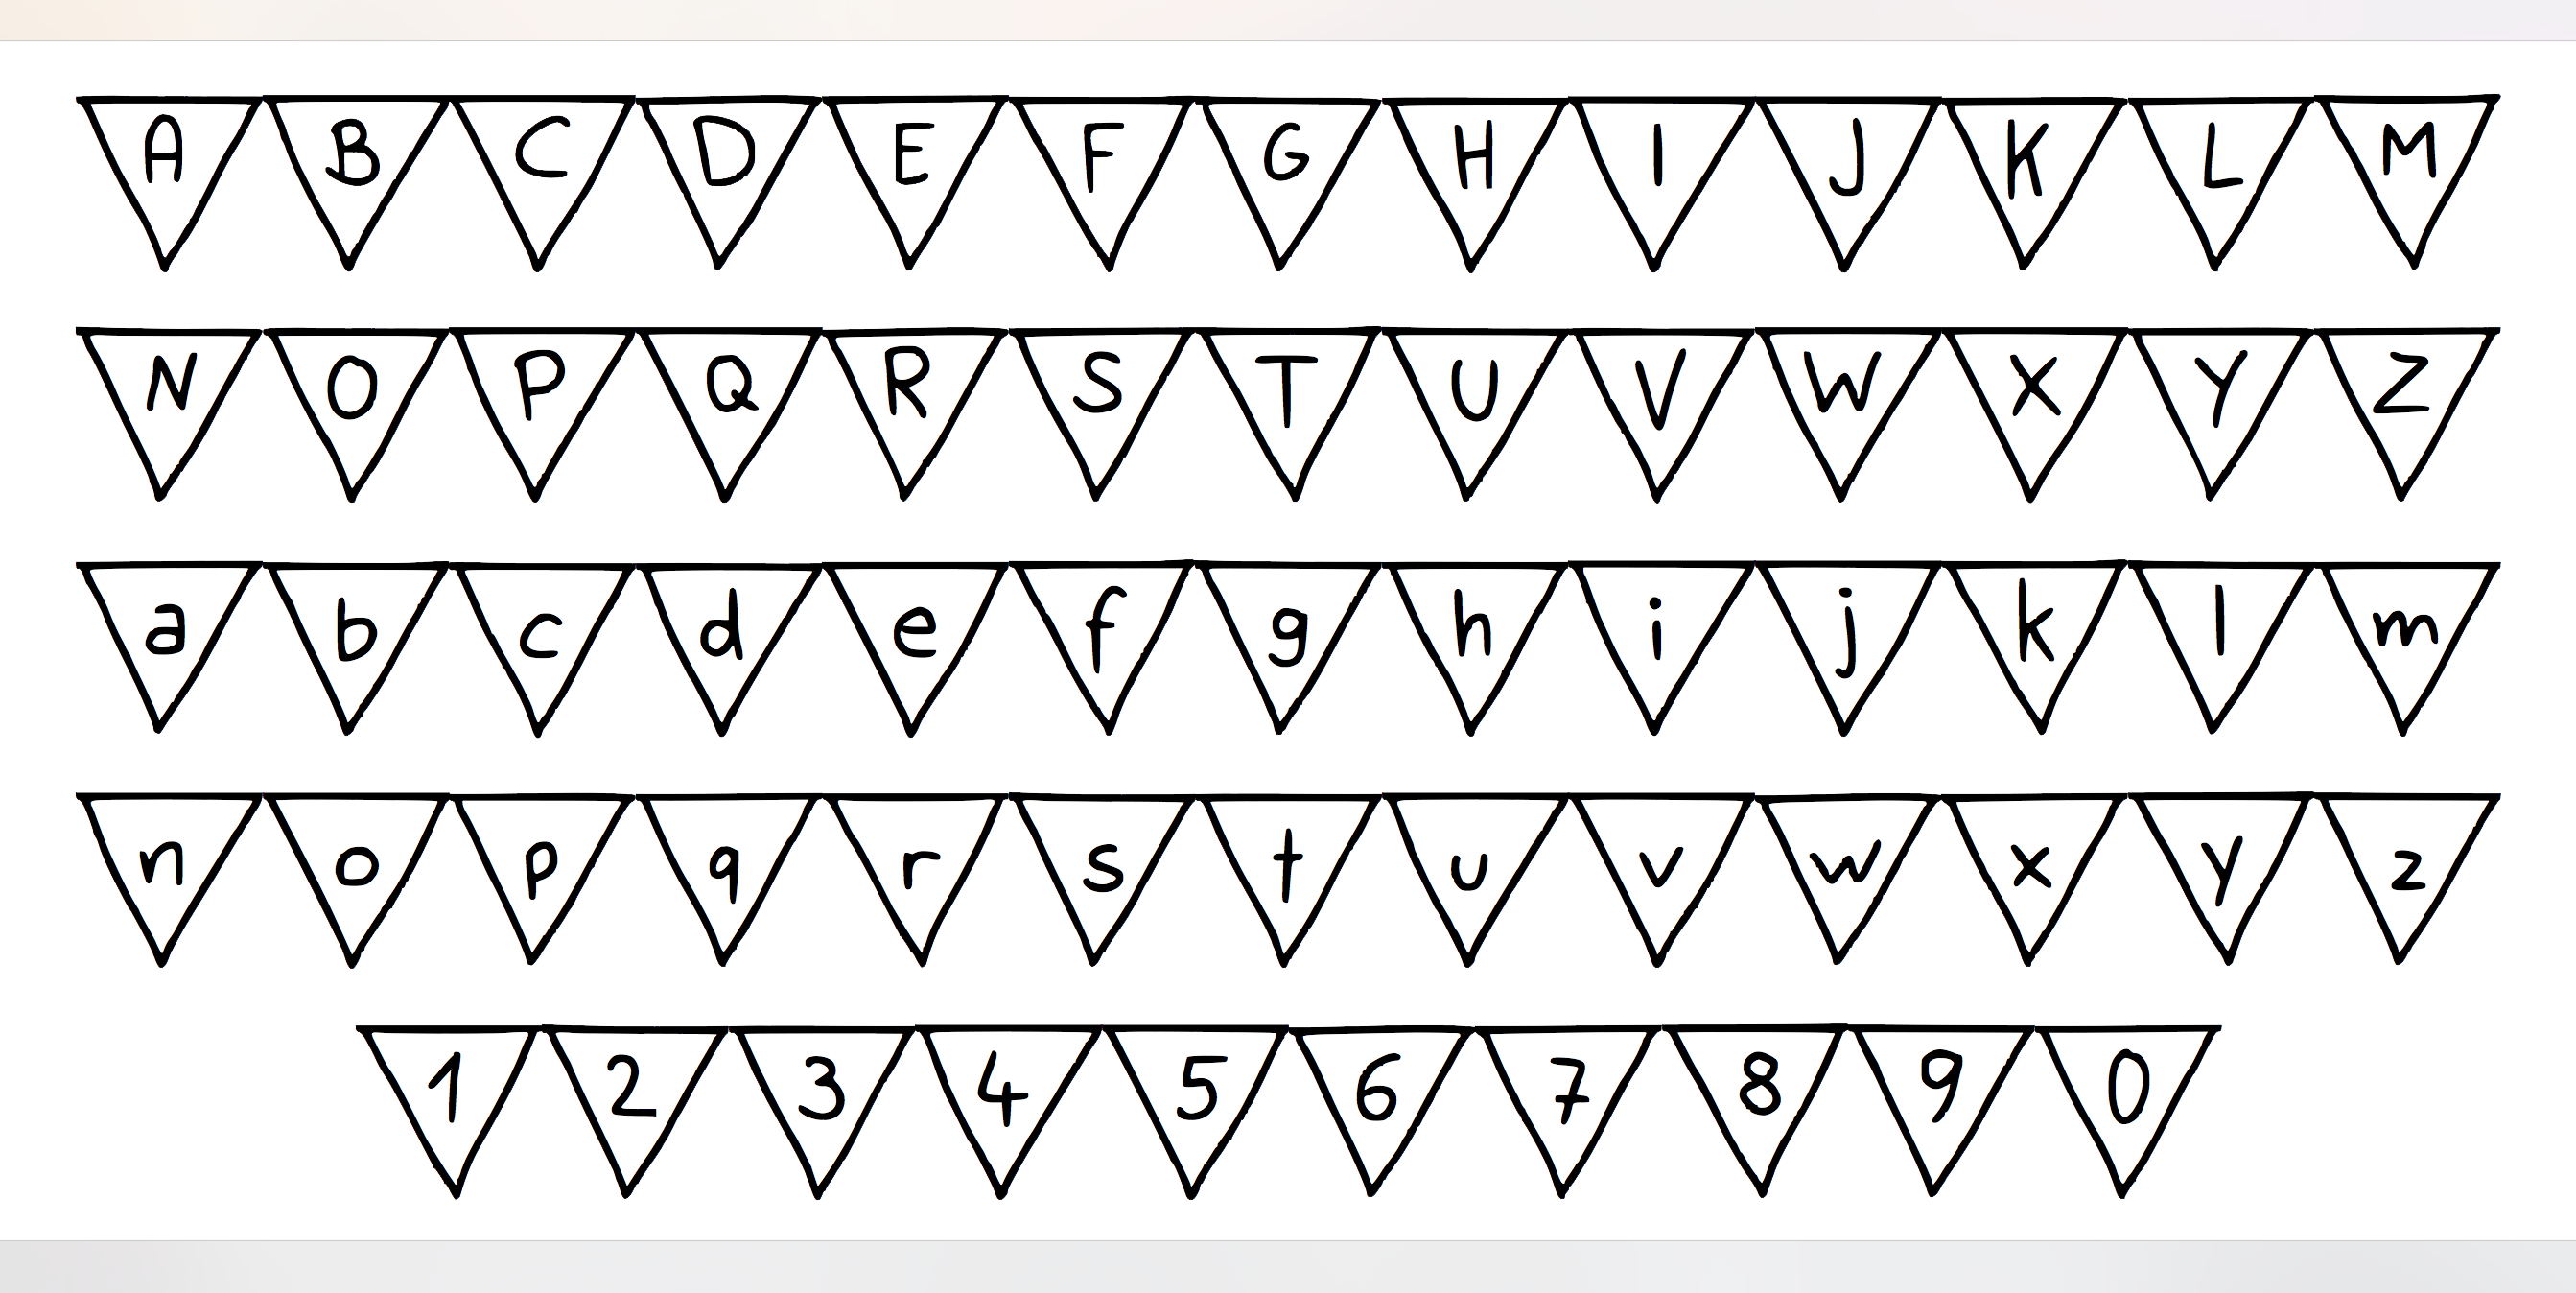 A B C D E F G H I J K L M
N O P Q R S T U V W X Y Z
a b c d e f g h i j k l m
n o p q r s t u v w x y z
1 2 3 4 5 6 7 8 9 0